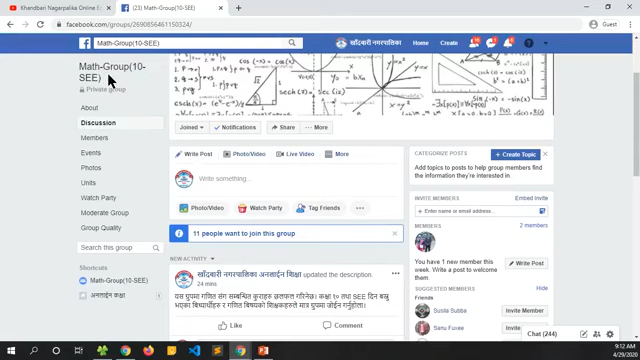 Khandbari Nagarpalika Online E
(23) Math-Group(10-SEE)
facebook.com/groups/2690856461150324/
Guest
Math-Group(10-SEE)
खाँदबारी नगरपालिका
Home
Create
Math-Group(10-
SEE)
Private group
About
Discussion
Members
Events
Photos
Units
Watch Party
Moderate Group
Group Quality
Search this group
Shortcuts
Math-Group(10-SEE)
अनलाईन कक्षा
Joined
Notifications
Share
More
Write Post
Photo/Video
Live Video
More
Write something...
Photo/Video
Watch Party
Tag Friends
11 people want to join this group
NEW ACTIVITY
खाँदबारी नगरपालिका अनलाईन शिक्षा updated the description.
24 mins
यस ग्रुपमा गणित संग सम्बन्धित कुराहरु छलफल गरिनेछ। कक्षा १० तथा SEE दिन बस्नु
भएका विद्यार्थीहरु र गणित विषयको शिक्षकहरुले मात्र ग्रुपमा जोईन गर्नुहोला।
Like
Comment
CATEGORIZE POSTS
+ Create Topic
Add topics to posts to help group members find
the information they're interested in
INVITE MEMBERS
Embed Invite
+ Enter name or email address...
MEMBERS
2 members
You have 1 new member this
week. Write a post to welcome
them.
Write Post
SUGGESTED MEMBERS
Hide
Friends
Susila Subba
Invite Member
Sanu Fuxee
Invite
Chat (244)
9:12 AM
4/29/2020